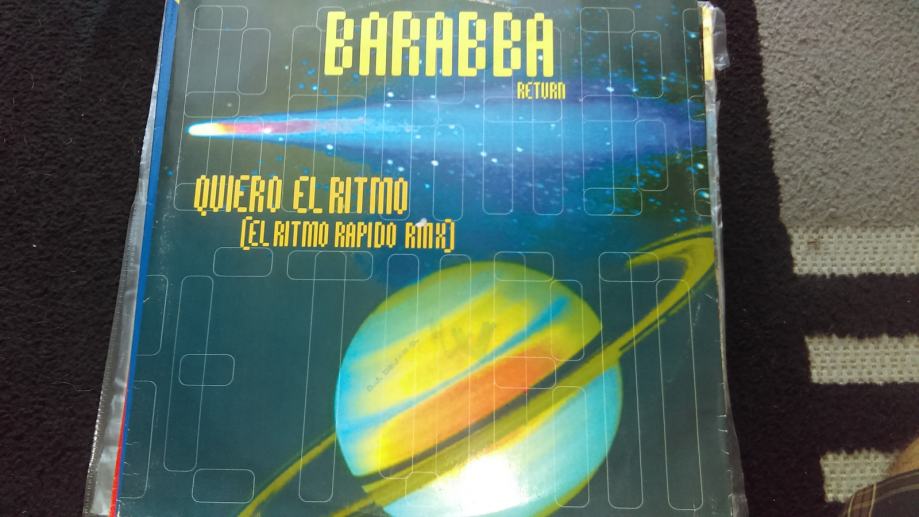 BARABBA
RETURN
QUIERO EL RITMO
(EL RITMO RAPIDO RMX)